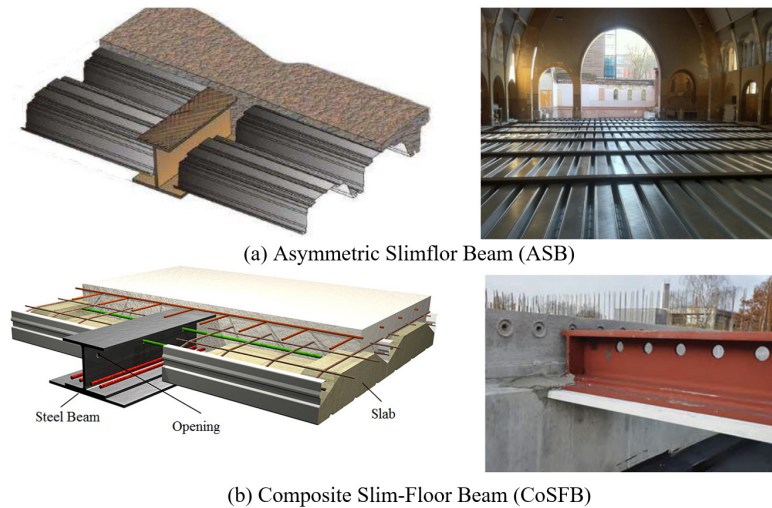 (a) Asymmetric Slimflor Beam (ASB)
Steel Beam
Opening
Slab
(b) Composite Slim-Floor Beam (CoSFB)